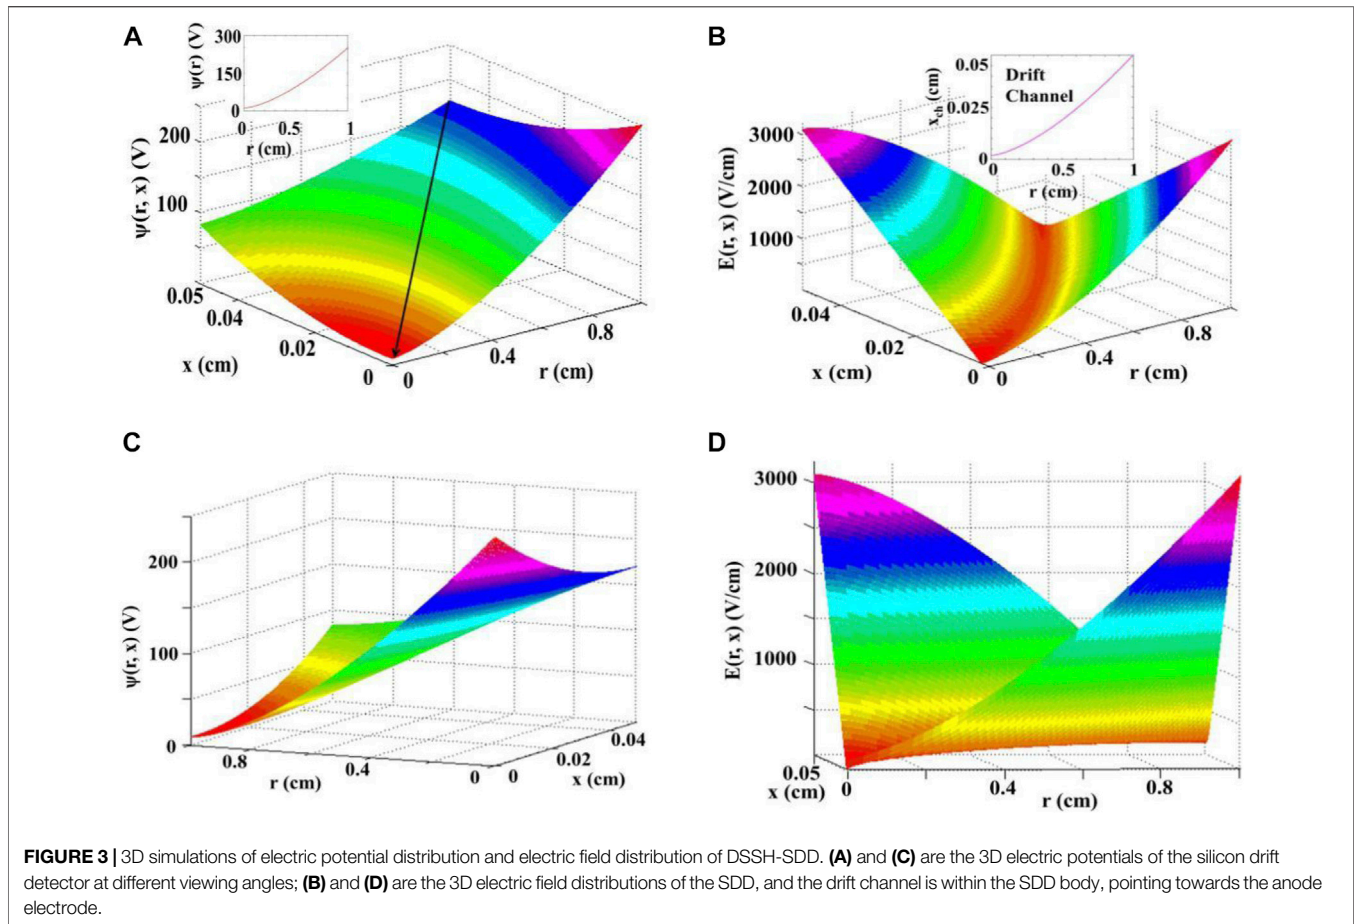 A
ψ(r) (V)
300
150
0
0
0.5
1
r (cm)
ψ(r, x) (V)
200
100
0.05
0.04
0.02
0
x (cm)
0
0.4
0.8
r (cm)
B
x_ch (cm)
0.05
0.025
0
Drift
Channel
0
0.5
1
r (cm)
E(r, x) (V/cm)
3000
2000
1000
0.04
0.02
0
x (cm)
0
0.4
0.8
r (cm)
C
ψ(r, x) (V)
200
100
0
0.8
0.4
0
r (cm)
0
0.02
0.04
x (cm)
D
E(r, x) (V/cm)
3000
2000
1000
0.05
x (cm)
0
0.4
0.8
r (cm)
FIGURE 3 | 3D simulations of electric potential distribution and electric field distribution of DSSH-SDD. (A) and (C) are the 3D electric potentials of the silicon drift
detector at different viewing angles; (B) and (D) are the 3D electric field distributions of the SDD, and the drift channel is within the SDD body, pointing towards the anode
electrode.